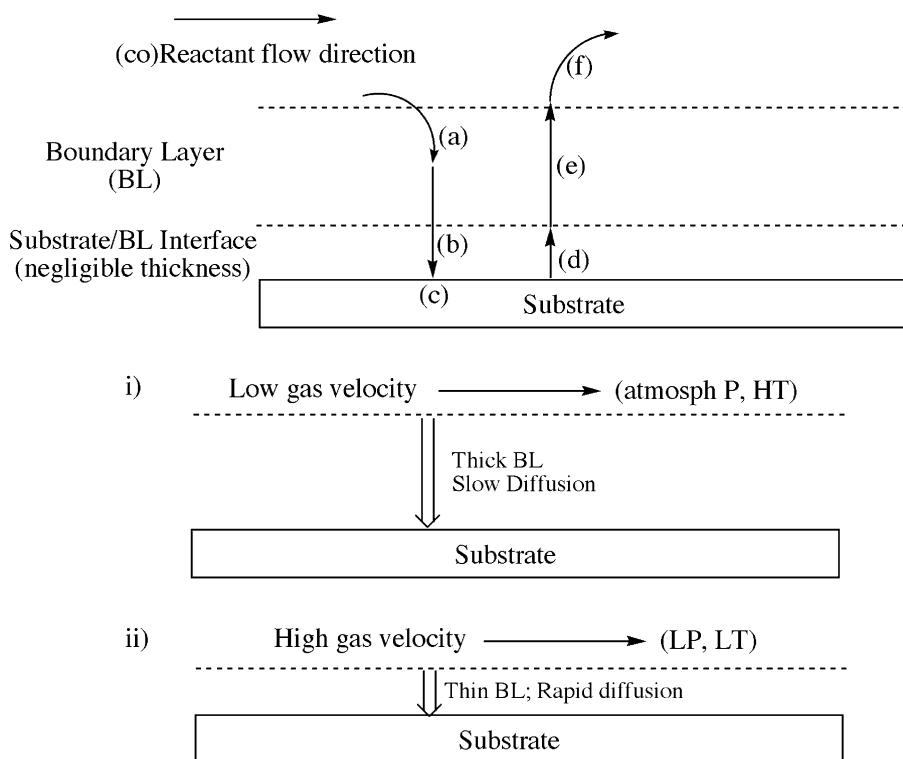 (co)Reactant flow direction
(f)
(a)
Boundary Layer
(BL)
(e)
Substrate/BL Interface
(negligible thickness)
(b)
(d)
(c)
Substrate
i)
Low gas velocity
(atmosph P, HT)
Thick BL
Slow Diffusion
Substrate
ii)
High gas velocity
(LP, LT)
Thin BL; Rapid diffusion
Substrate